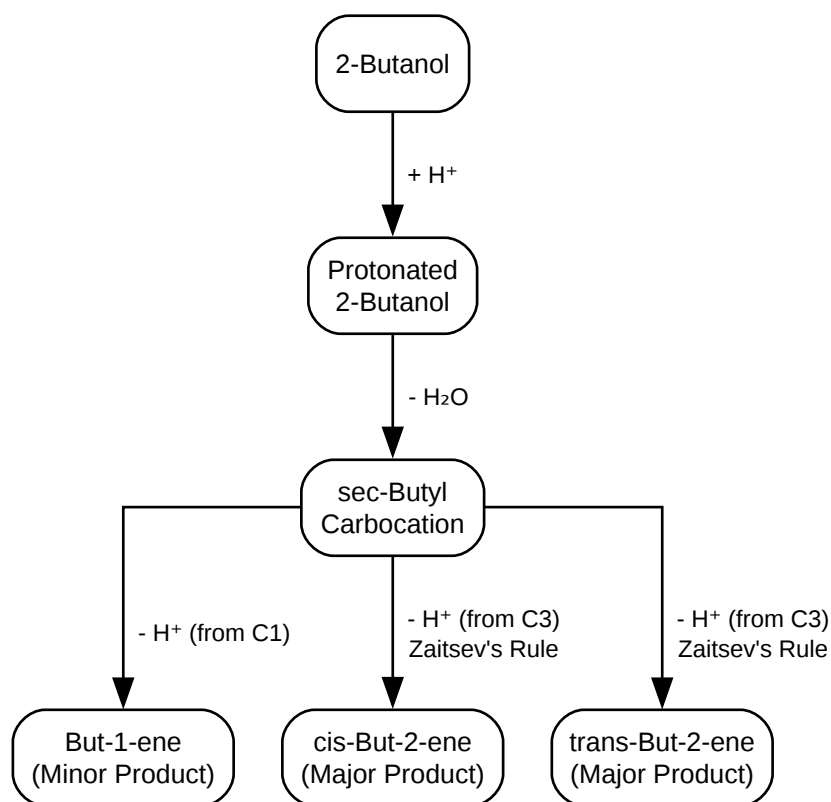 2-Butanol
+ H⁺
Protonated
2-Butanol
- H₂O
sec-Butyl
Carbocation
- H⁺ (from C1)
- H⁺ (from C3)
Zaitsev's Rule
- H⁺ (from C3)
Zaitsev's Rule
But-1-ene
(Minor Product)
cis-But-2-ene
(Major Product)
trans-But-2-ene
(Major Product)